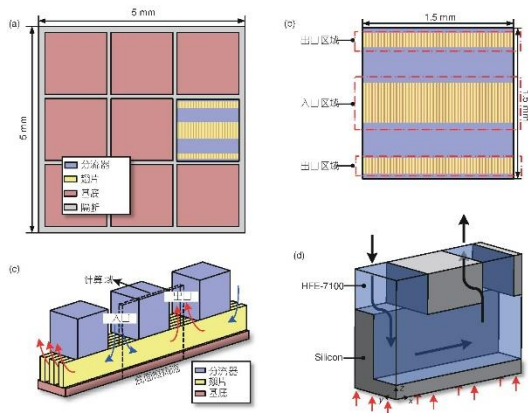 (a)
5 mm
5 mm
分流器
翅片
基底
隔断
(b)
1.5 mm
1.5 mm
出口区域
入口区域
出口区域
(c)
计算域
入口
出口
分流器
翅片
基底
(d)
HFE-7100
Silicon
z
y
x